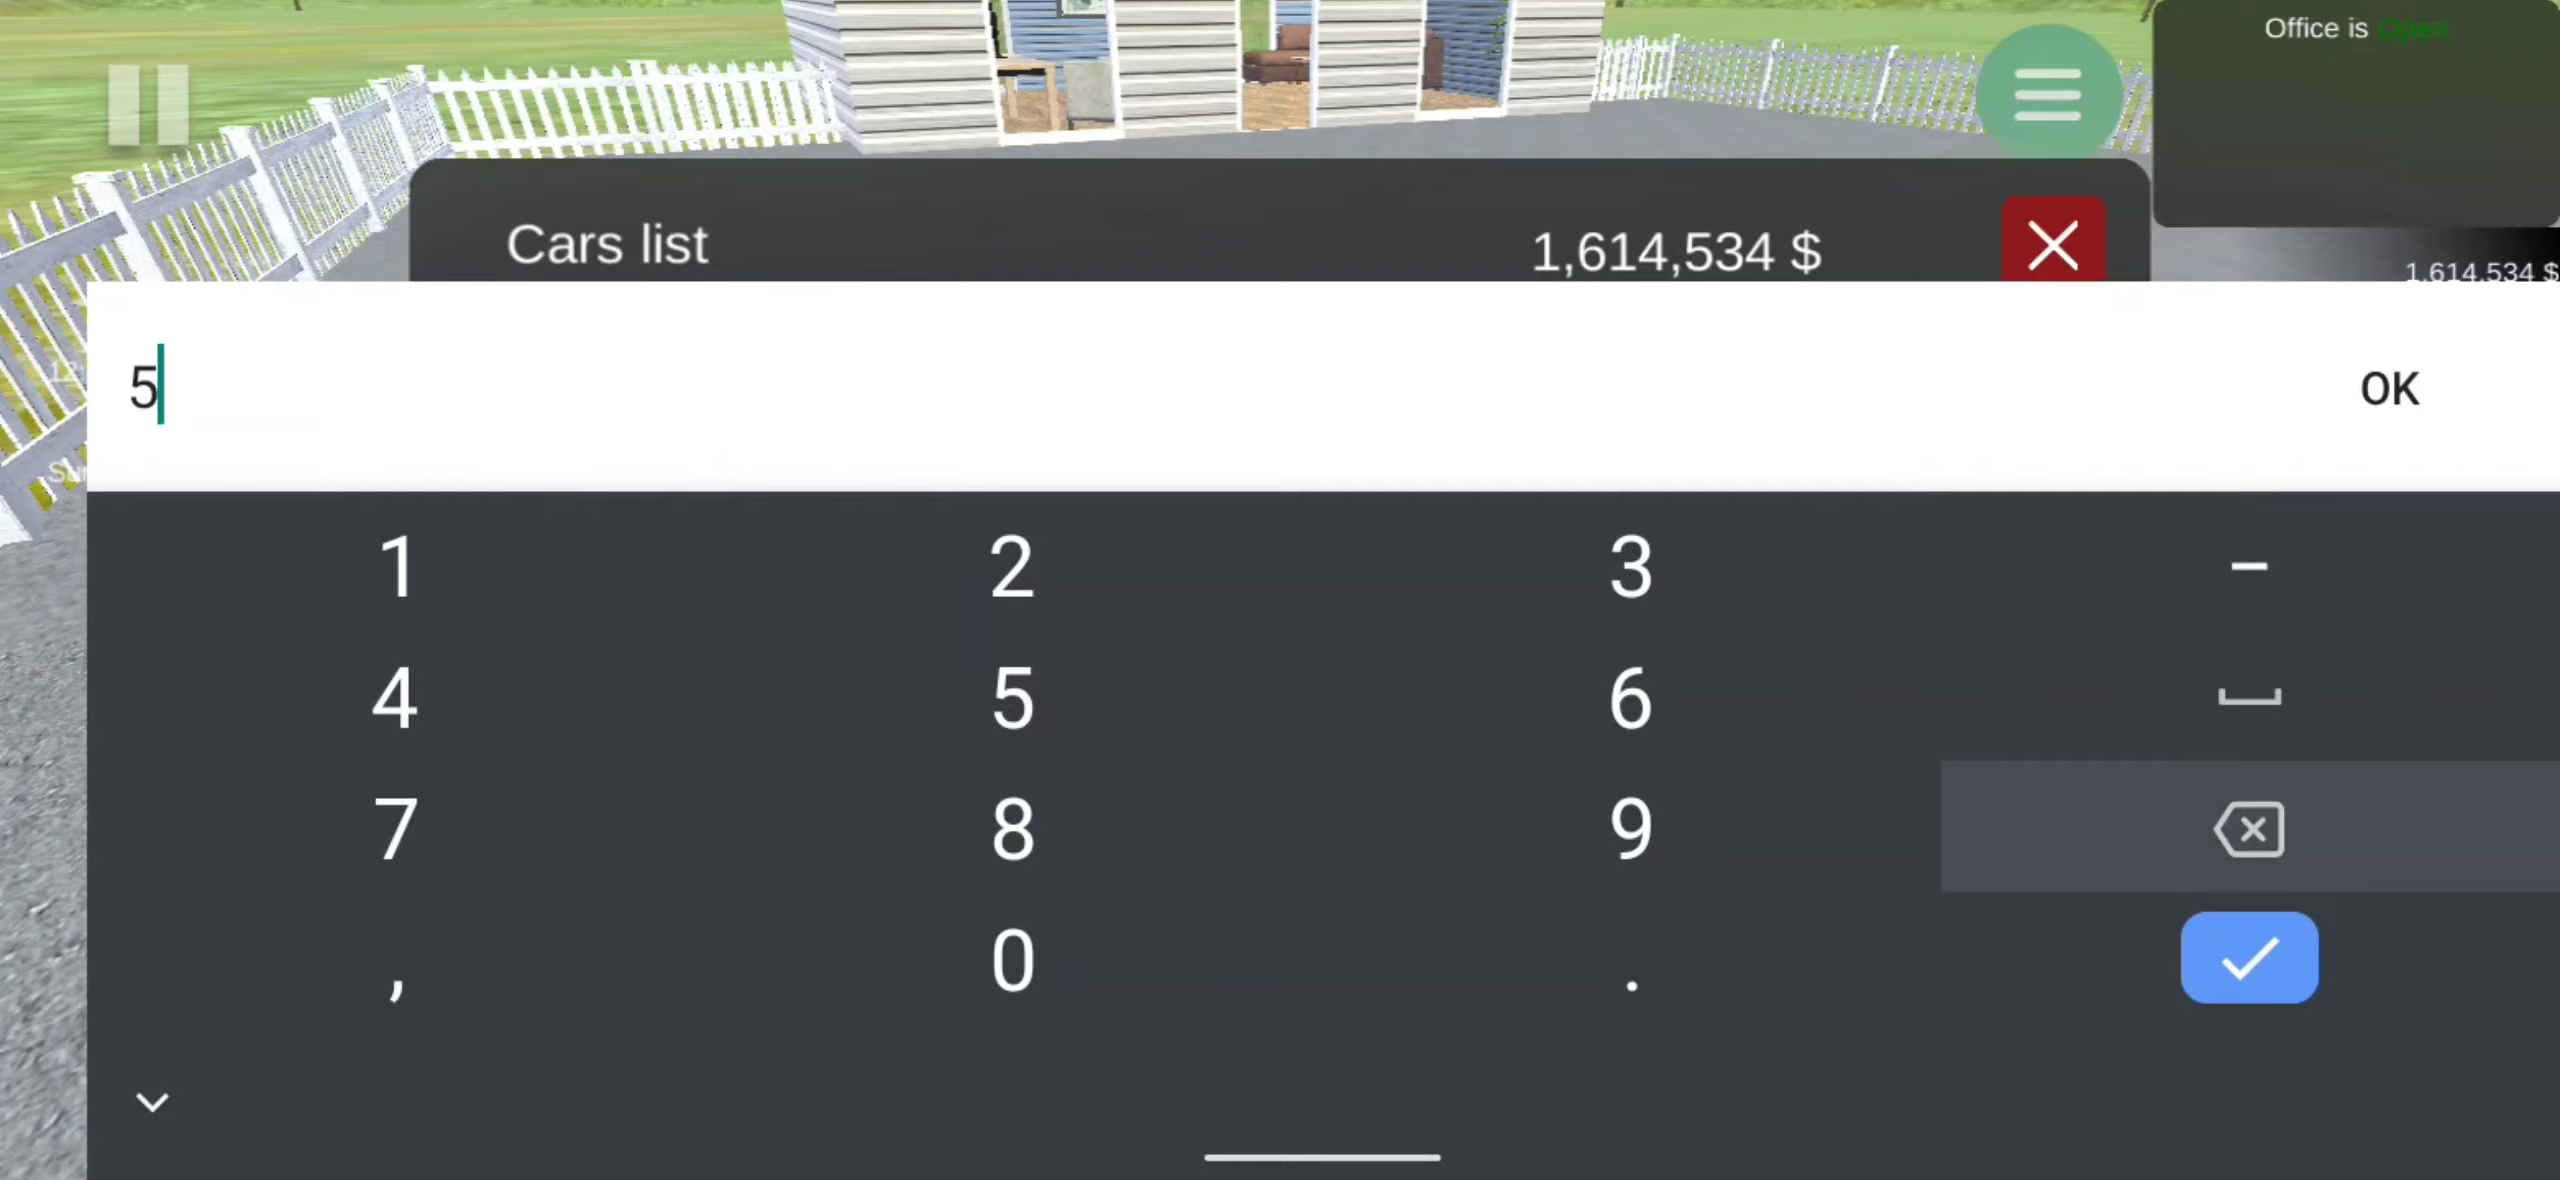 Office is Open
Cars list
1,614,534 $
1,614,534 $
5
OK
1 2 3 -
4 5 6
7 8 9
, 0 .